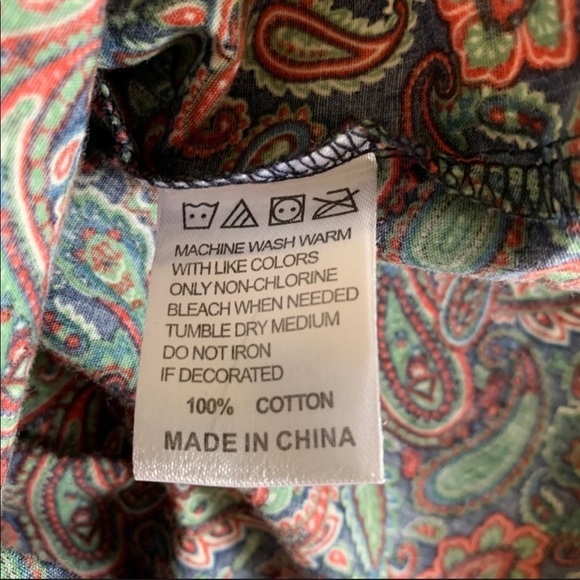 MACHINE WASH WARM
WITH LIKE COLORS
ONLY NON-CHLORINE
BLEACH WHEN NEEDED
TUMBLE DRY MEDIUM
DO NOT IRON
IF DECORATED
100% COTTON
MADE IN CHINA